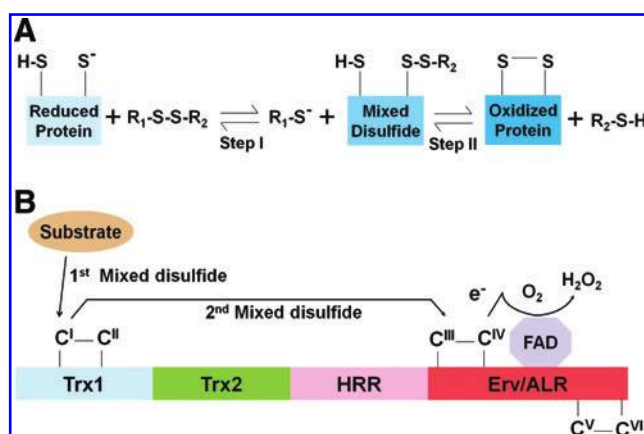 A
H-S S⁻ H-S S-S-R₂ S S
Reduced Protein + R₁-S-S-R₂ ⇌ R₁-S⁻ + Mixed Disulfide ⇌ Oxidized Protein + R₂-S-H
Step I Step II
B
Substrate
1st Mixed disulfide
2nd Mixed disulfide
e⁻ O₂ H₂O₂
Cᴵ Cᴵᴵ Cᴵᴵᴵ Cᴵⱽ FAD
Trx1 Trx2 HRR Erv/ALR
Cⱽ Cⱽᴵ